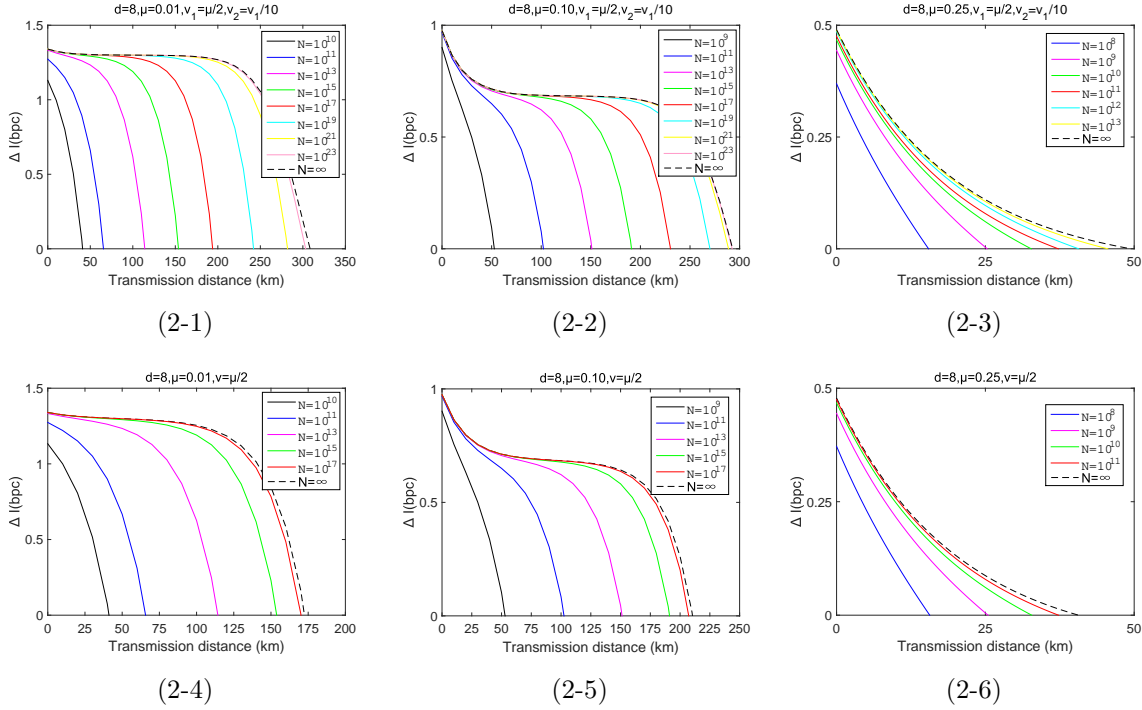 d=8,μ=0.01,v₁=μ/2,v₂=v₁/10
Δ I(bpc)
1.5
1
0.5
0
0 50 100 150 200 250 300 350
Transmission distance (km)
N=10^10
N=10^11
N=10^13
N=10^15
N=10^17
N=10^19
N=10^21
N=10^23
N=∞
(2-1)
d=8,μ=0.10,v₁=μ/2,v₂=v₁/10
Δ I(bpc)
1
0.5
0
0 50 100 150 200 250 300
Transmission distance (km)
N=10^9
N=10^11
N=10^13
N=10^15
N=10^17
N=10^19
N=10^21
N=10^23
N=∞
(2-2)
d=8,μ=0.25,v₁=μ/2,v₂=v₁/10
Δ I(bpc)
0.5
0.25
0
0 25 50
Transmission distance (km)
N=10^8
N=10^9
N=10^10
N=10^11
N=10^12
N=10^13
N=∞
(2-3)
d=8,μ=0.01,v=μ/2
Δ I(bpc)
1.5
1
0.5
0
0 25 50 75 100 125 150 175 200
Transmission distance (km)
N=10^10
N=10^11
N=10^13
N=10^15
N=10^17
N=∞
(2-4)
d=8,μ=0.10,v=μ/2
Δ I(bpc)
1
0.5
0
0 25 50 75 100 125 150 175 200 225 250
Transmission distance (km)
N=10^9
N=10^11
N=10^13
N=10^15
N=10^17
N=∞
(2-5)
d=8,μ=0.25,v=μ/2
Δ I(bpc)
0.5
0.25
0
0 25 50
Transmission distance (km)
N=10^8
N=10^9
N=10^10
N=10^11
N=∞
(2-6)